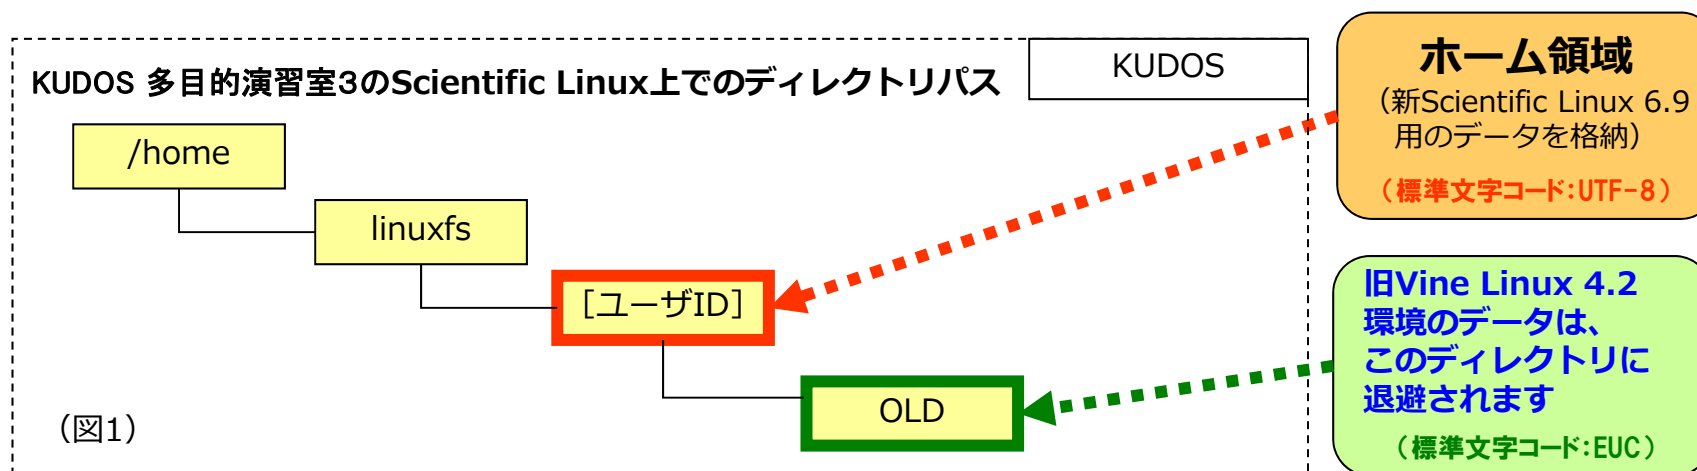 KUDOS 多目的演習室3のScientific Linux上でのディレクトリパス
KUDOS
/home
linuxfs
[ユーザID]
OLD
(図1)
ホーム領域
(新Scientific Linux 6.9
用のデータを格納)
(標準文字コード:UTF-8)
旧Vine Linux 4.2
環境のデータは、
このディレクトリに
退避されます
(標準文字コード:EUC)